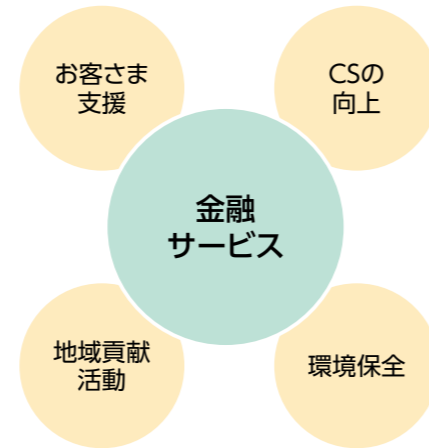 お客さま
支援
CSの
向上
金融
サービス
地域貢献
活動
環境保全